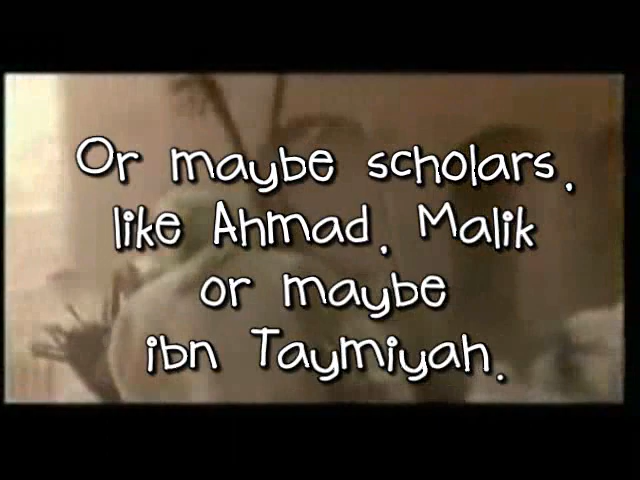 Or maybe scholars,
like Ahmad, Malik
or maybe
ibn Taymiyah.